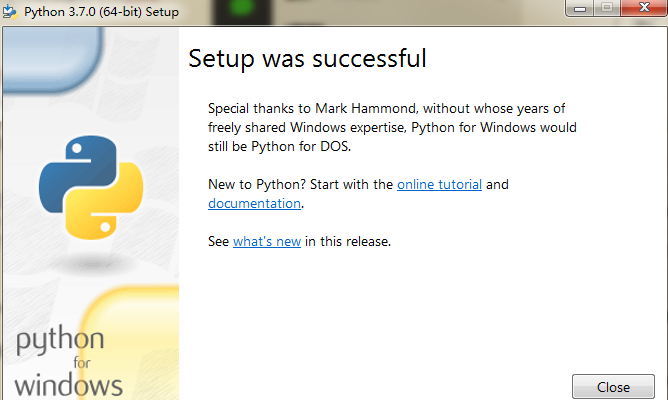 Python 3.7.0 (64-bit) Setup
Setup was successful
Special thanks to Mark Hammond, without whose years of
freely shared Windows expertise, Python for Windows would
still be Python for DOS.
New to Python? Start with the online tutorial and
documentation.
See what's new in this release.
python
for
windows
Close